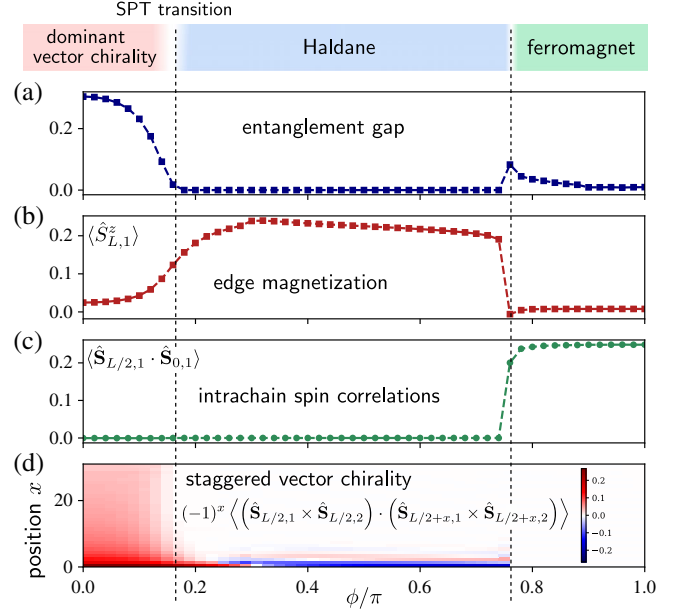 SPT transition
dominant
vector chirality
Haldane
ferromagnet
(a)
0.2
0.0
entanglement gap
(b)
0.2
0.1
0.0
⟨Ŝ^z_{L,1}⟩
edge magnetization
(c)
0.2
0.1
0.0
⟨Ŝ_{L/2,1} · Ŝ_{0,1}⟩
intrachain spin correlations
(d)
staggered vector chirality
(-1)^x ⟨(Ŝ_{L/2,1} × Ŝ_{L/2,2}) · (Ŝ_{L/2+x,1} × Ŝ_{L/2+x,2})⟩
0.2
0.1
0.0
−0.1
−0.2
position x
20
0
0.0 0.2 0.4 0.6 0.8 1.0
ϕ/π